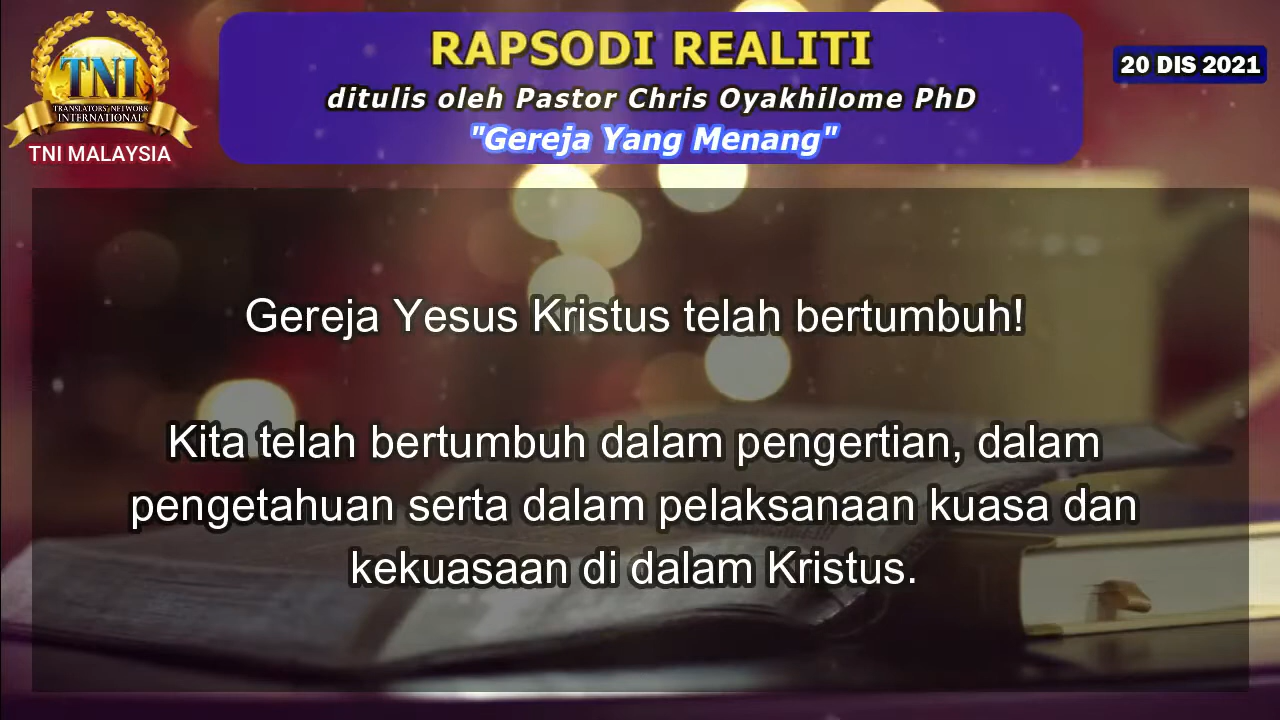 TNI
TRANSLATORS' NETWORK
INTERNATIONAL
TNI MALAYSIA
RAPSODI REALITI
ditulis oleh Pastor Chris Oyakhilome PhD
"Gereja Yang Menang"
20 DIS 2021
Gereja Yesus Kristus telah bertumbuh!
Kita telah bertumbuh dalam pengertian, dalam
pengetahuan serta dalam pelaksanaan kuasa dan
kekuasaan di dalam Kristus.